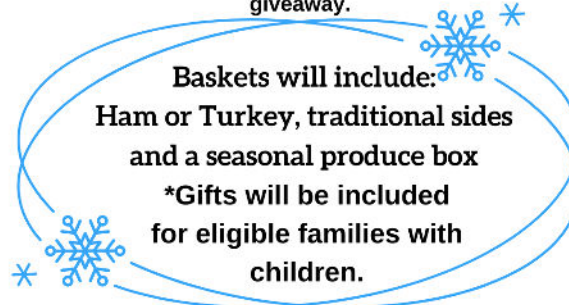 giveaway.
Baskets will include:
Ham or Turkey, traditional sides
and a seasonal produce box
*Gifts will be included
for eligible families with
children.